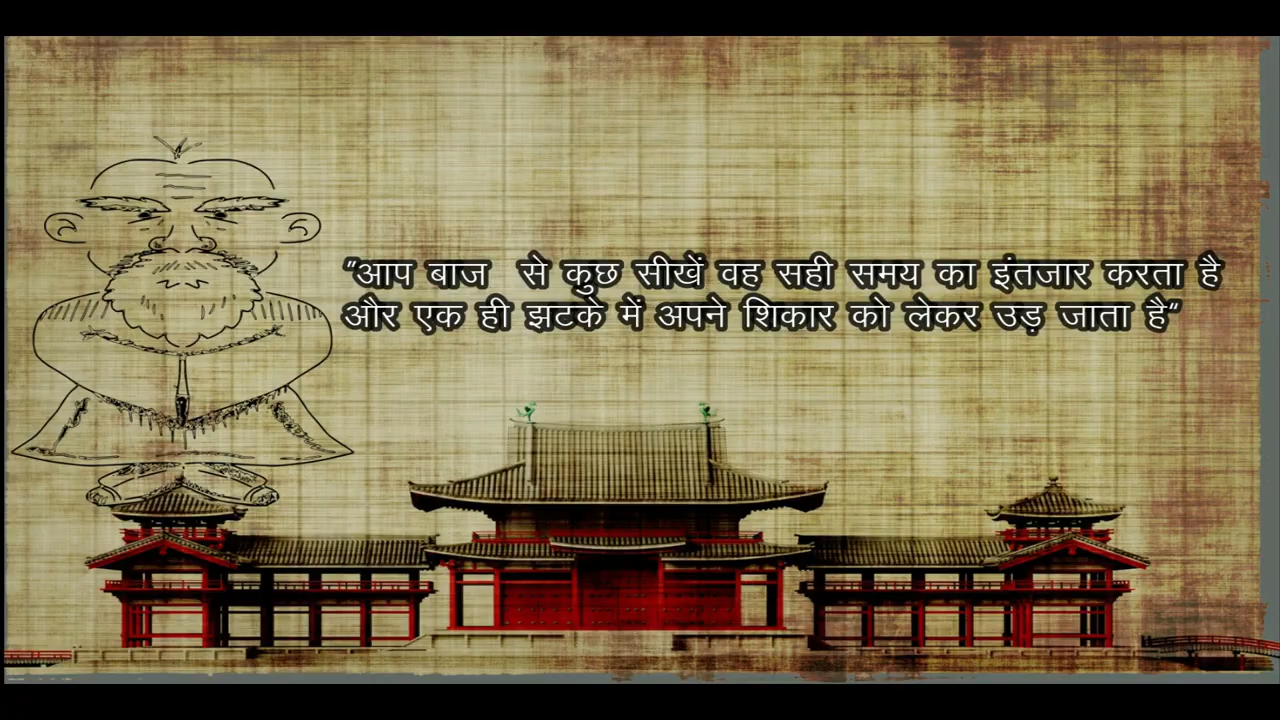 "आप बाज  से कुछ सीखें वह सही समय का इंतजार करता है
और एक ही झटके में अपने शिकार को लेकर उड़ जाता है"